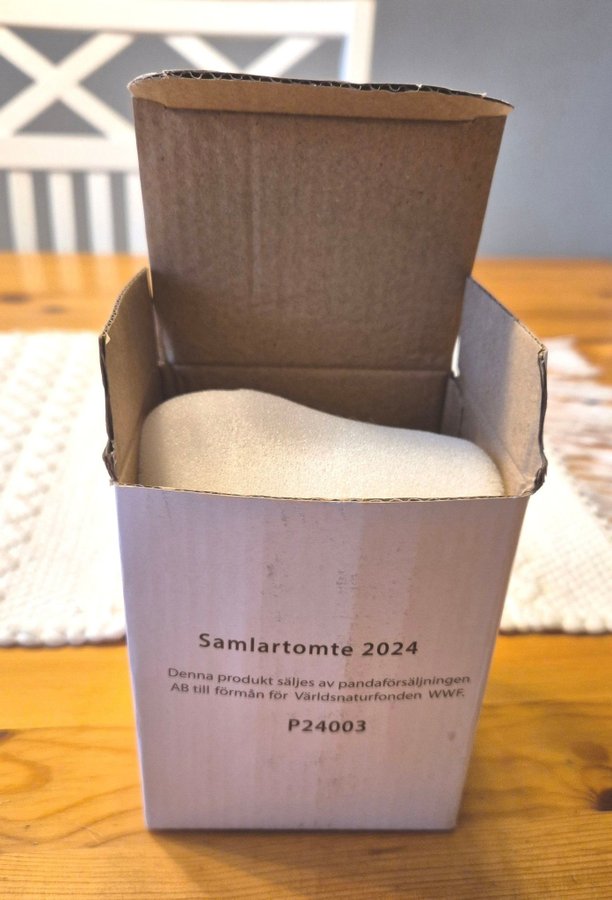 Samlartomte 2024
Denna produkt säljes av pandaförsäljningen
AB till förmån för Världsnaturfonden WWF.
P24003